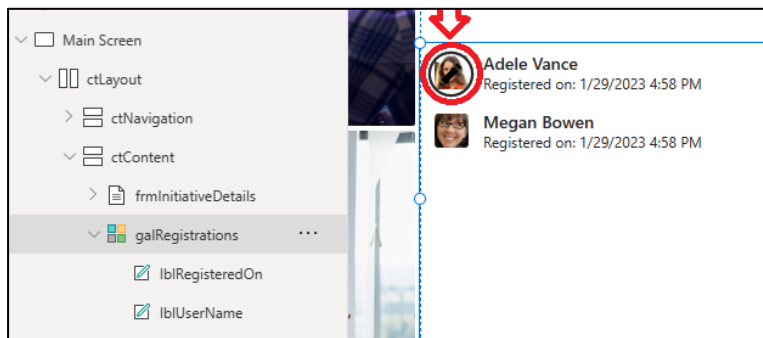 Main Screen
ctLayout
ctNavigation
ctContent
frmInitiativeDetails
galRegistrations ...
lblRegisteredOn
lblUserName
Adele Vance
Registered on: 1/29/2023 4:58 PM
Megan Bowen
Registered on: 1/29/2023 4:58 PM